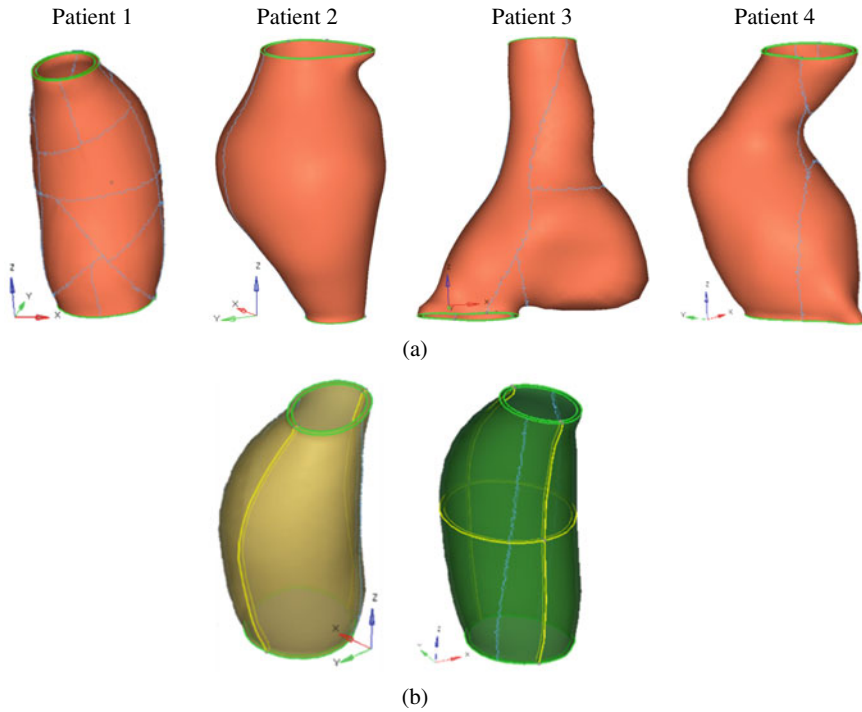 Patient 1 Patient 2 Patient 3 Patient 4
Z Y X
Z X Y
Z X
Z Y X
(a)
Z X Y
Z Y X
(b)